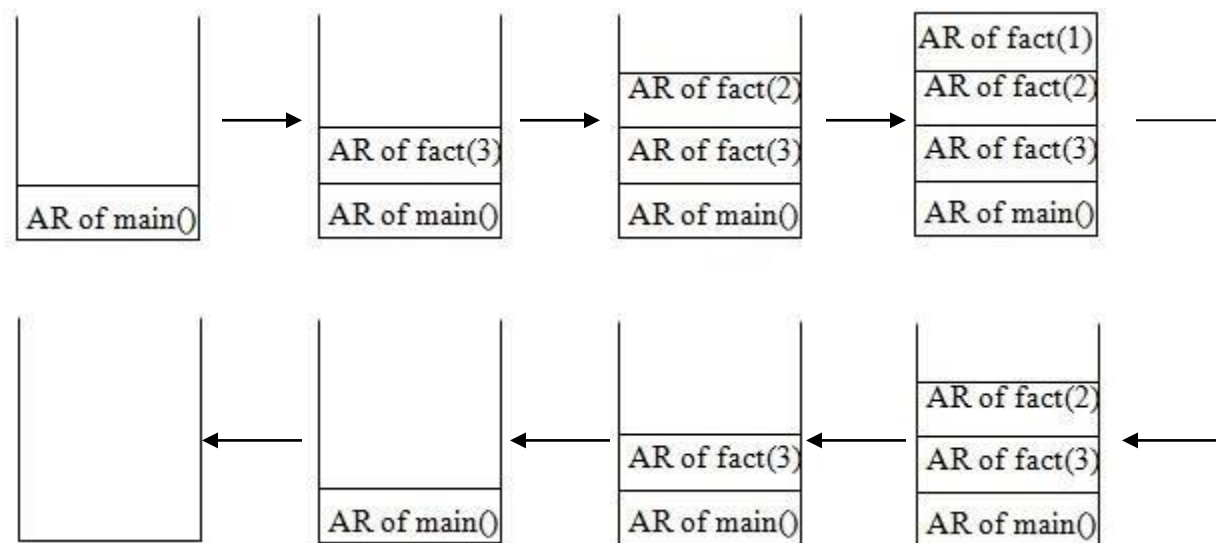 AR of main()
AR of fact(3)
AR of main()
AR of fact(2)
AR of fact(3)
AR of main()
AR of fact(1)
AR of fact(2)
AR of fact(3)
AR of main()
AR of main()
AR of fact(3)
AR of main()
AR of fact(2)
AR of fact(3)
AR of main()